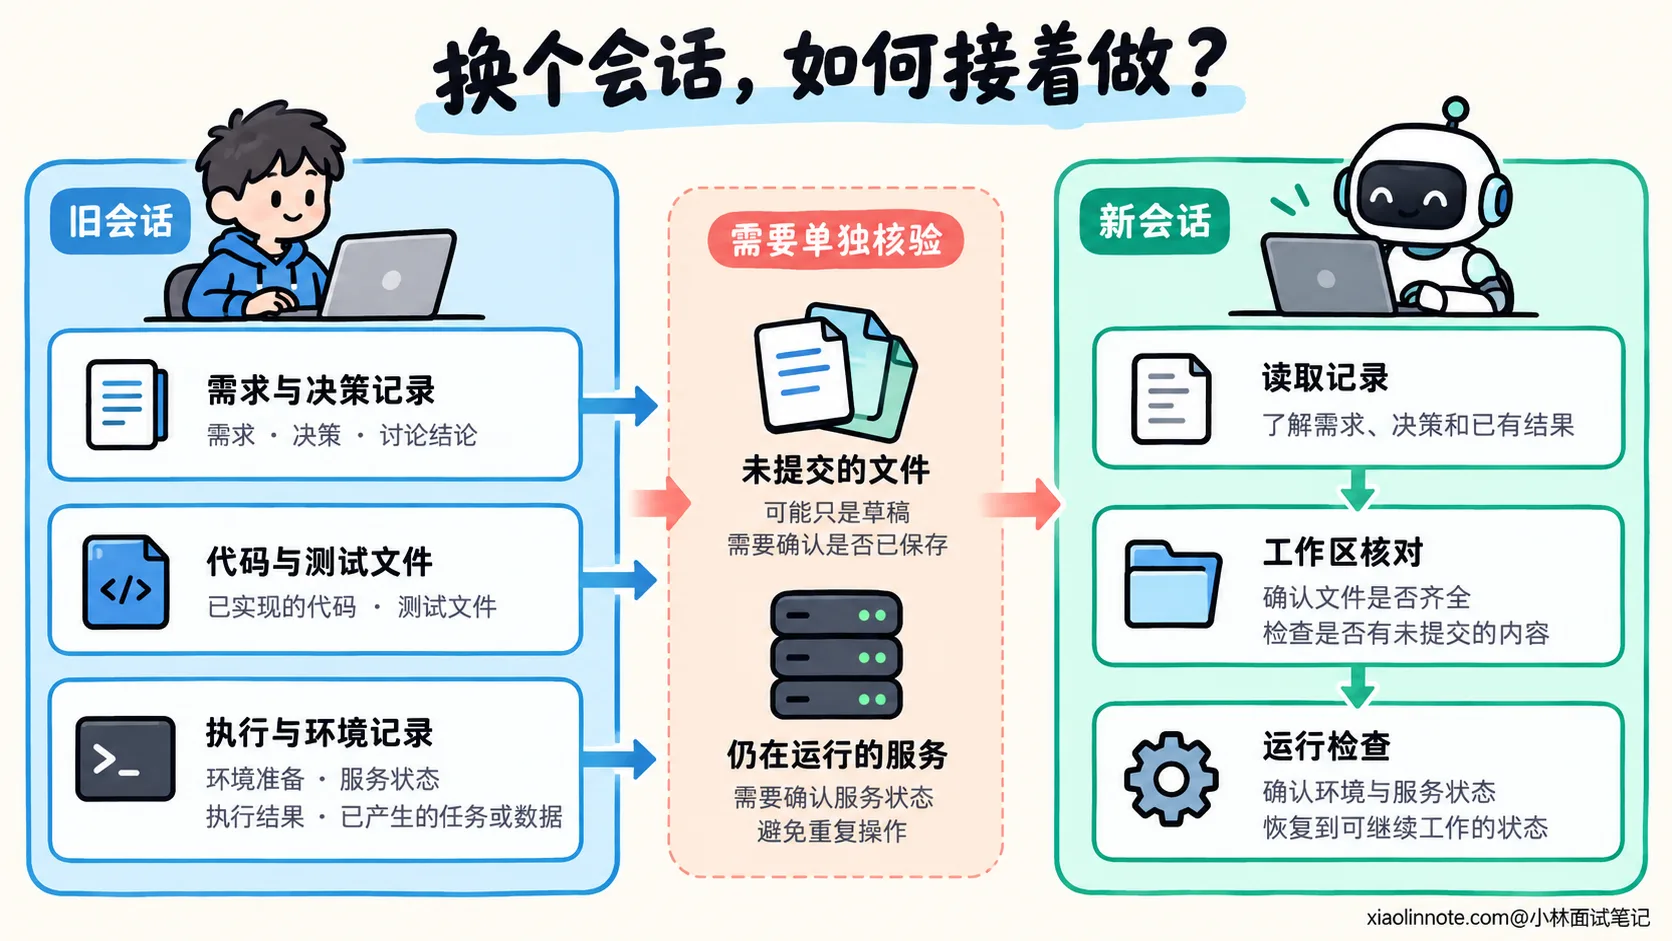 换个会话，如何接着做？
旧会话
需求与决策记录
需求 · 决策 · 讨论结论
代码与测试文件
已实现的代码 · 测试文件
执行与环境记录
环境准备 · 服务状态
执行结果 · 已产生的任务或数据
需要单独核验
未提交的文件
可能只是草稿
需要确认是否已保存
仍在运行的服务
需要确认服务状态
避免重复操作
新会话
读取记录
了解需求、决策和已有结果
工作区核对
确认文件是否齐全
检查是否有未提交的内容
运行检查
确认环境与服务状态
恢复到可继续工作的状态
xiaolinnote.com@小林面试笔记